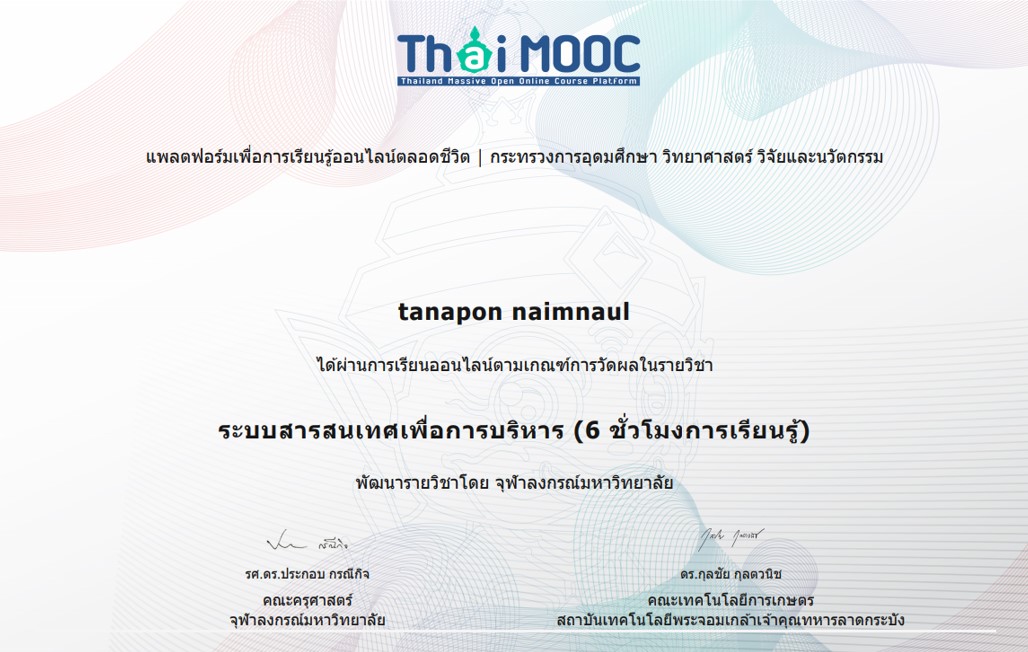 Thai MOOC
Thailand Massive Open Online Course Platform
แพลตฟอร์มเพื่อการเรียนรู้ออนไลน์ตลอดชีวิต | กระทรวงการอุดมศึกษา วิทยาศาสตร์ วิจัยและนวัตกรรม
tanapon naimnaul
ได้ผ่านการเรียนออนไลน์ตามเกณฑ์การวัดผลในรายวิชา
ระบบสารสนเทศเพื่อการบริหาร (6 ชั่วโมงการเรียนรู้)
พัฒนารายวิชาโดย จุฬาลงกรณ์มหาวิทยาลัย
รศ.ดร.ประกอบ กรณีกิจ
คณะครุศาสตร์
จุฬาลงกรณ์มหาวิทยาลัย
ดร.กุลชัย กุลตวนิช
คณะเทคโนโลยีการเกษตร
สถาบันเทคโนโลยีพระจอมเกล้าเจ้าคุณทหารลาดกระบัง